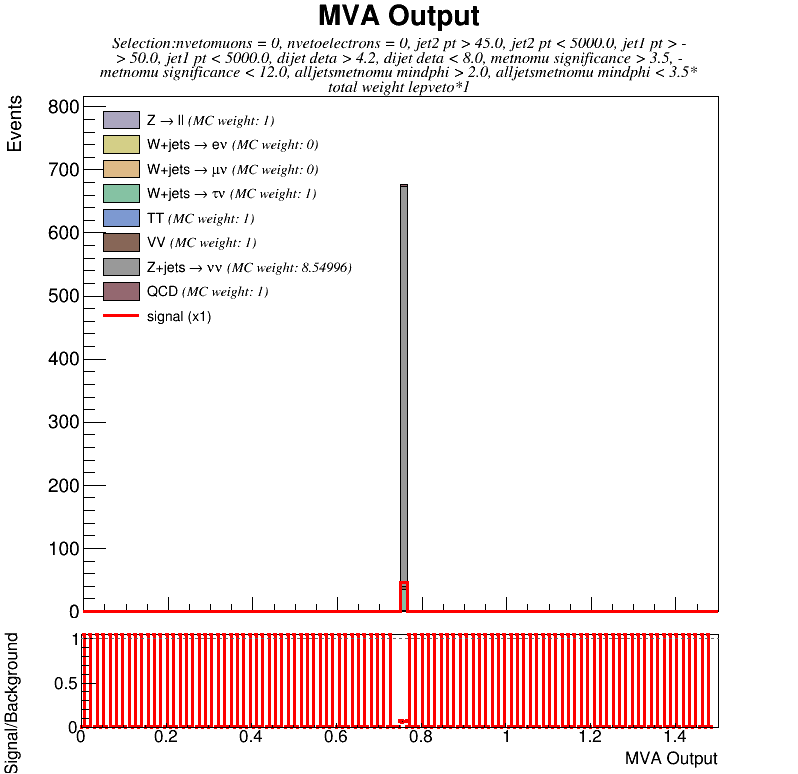 MVA Output
Selection:nvetomuons = 0, nvetoelectrons = 0, jet2 pt > 45.0, jet2 pt < 5000.0, jet1 pt > -
> 50.0, jet1 pt < 5000.0, dijet deta > 4.2, dijet deta < 8.0, metnomu significance > 3.5, -
metnomu significance < 12.0, alljetsmetnomu mindphi > 2.0, alljetsmetnomu mindphi < 3.5*
total weight lepveto*1
Events
800
700
600
500
400
300
200
100
0
Z → ll (MC weight: 1)
W+jets → eν (MC weight: 0)
W+jets → μν (MC weight: 0)
W+jets → τν (MC weight: 1)
TT (MC weight: 1)
VV (MC weight: 1)
Z+jets → νν (MC weight: 8.54996)
QCD (MC weight: 1)
signal (x1)
Signal/Background
1
0.5
0
0 0.2 0.4 0.6 0.8 1 1.2 1.4
MVA Output